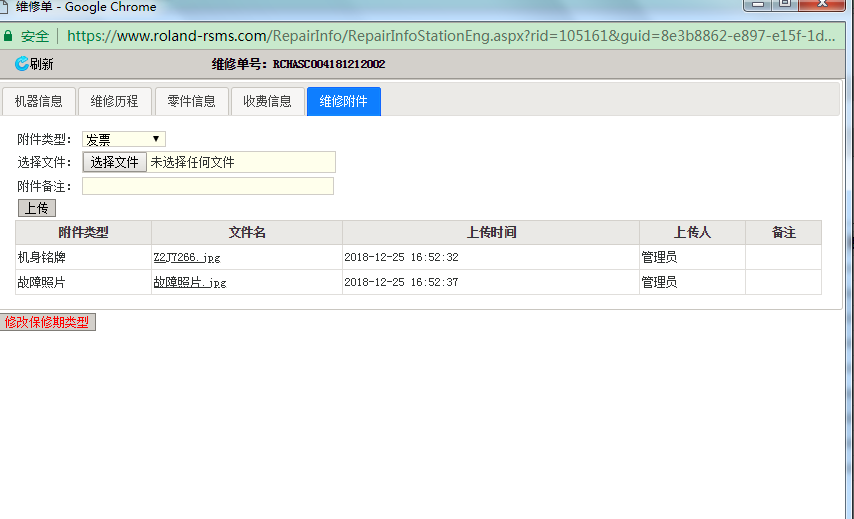 维修单 - Google Chrome
安全 | https://www.roland-rsms.com/RepairInfo/RepairInfoStationEng.aspx?rid=105161&guid=8e3b8862-e897-e15f-1d...
刷新 维修单号：RCHASC004181212002
机器信息 维修历程 零件信息 收费信息 维修附件
附件类型： 发票
选择文件： 选择文件 未选择任何文件
附件备注：
上传
附件类型 文件名 上传时间 上传人 备注
机身铭牌 Z2J7266.jpg 2018-12-25 16:52:32 管理员
故障照片 故障照片.jpg 2018-12-25 16:52:37 管理员
修改保修期类型